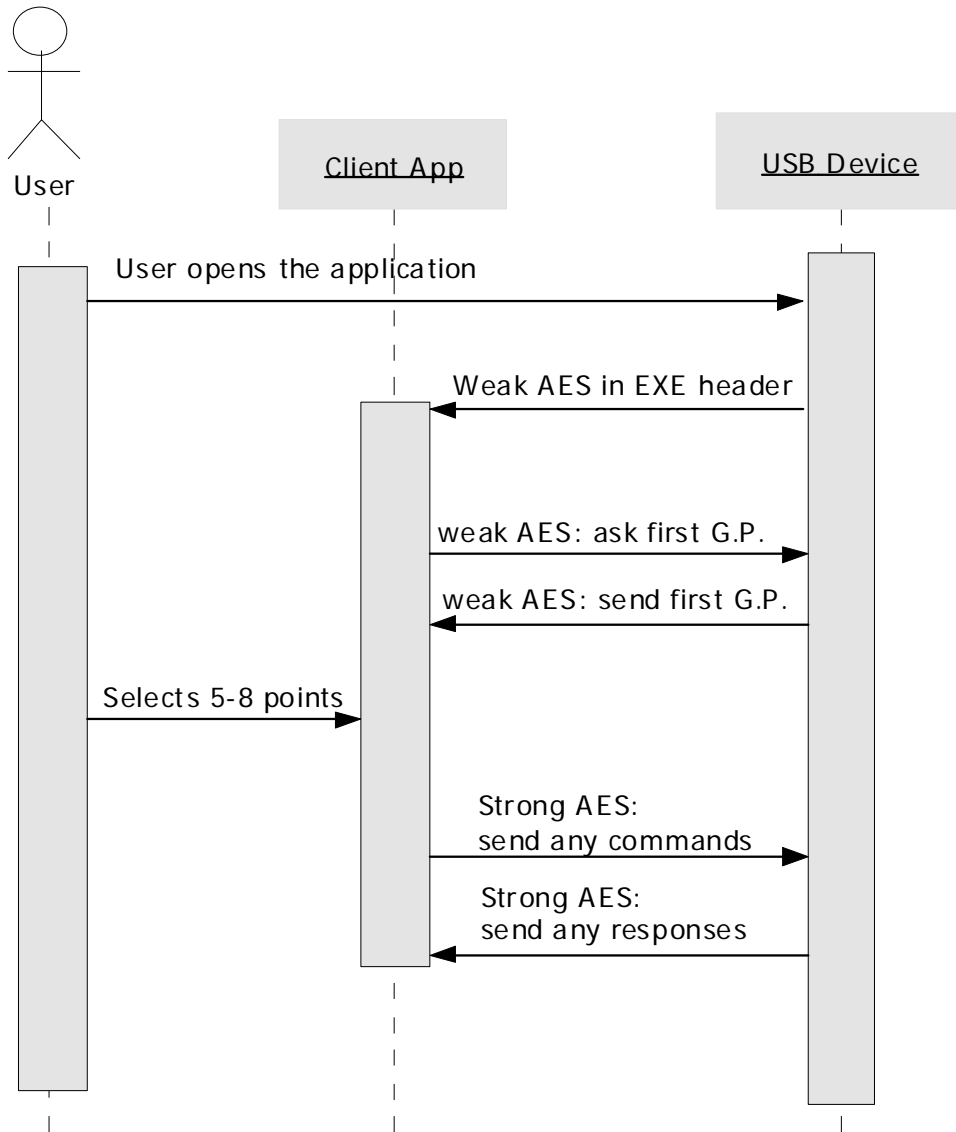 Client App
USB Device
User
User opens the application
Weak AES in EXE header
weak AES: ask first G.P.
weak AES: send first G.P.
Selects 5-8 points
Strong AES:
send any commands
Strong AES:
send any responses